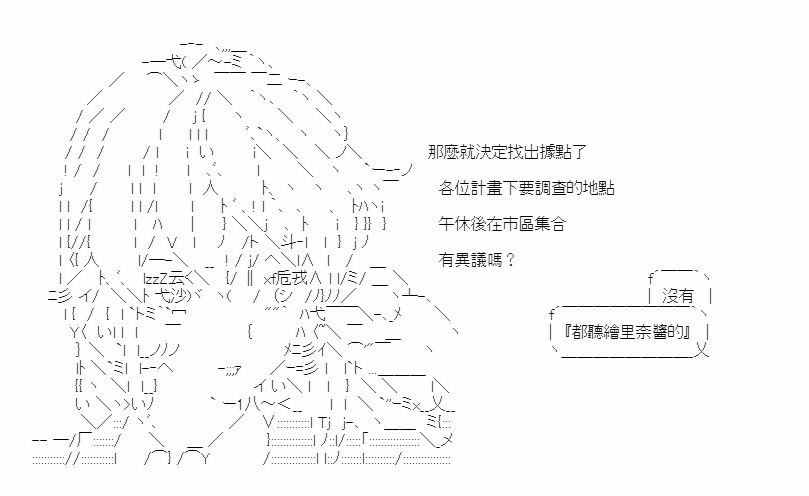 那麼就決定找出據點了
各位計畫下要調查的地點
午休後在市區集合
有異議嗎？
沒有
『都聽繪里奈醬的』